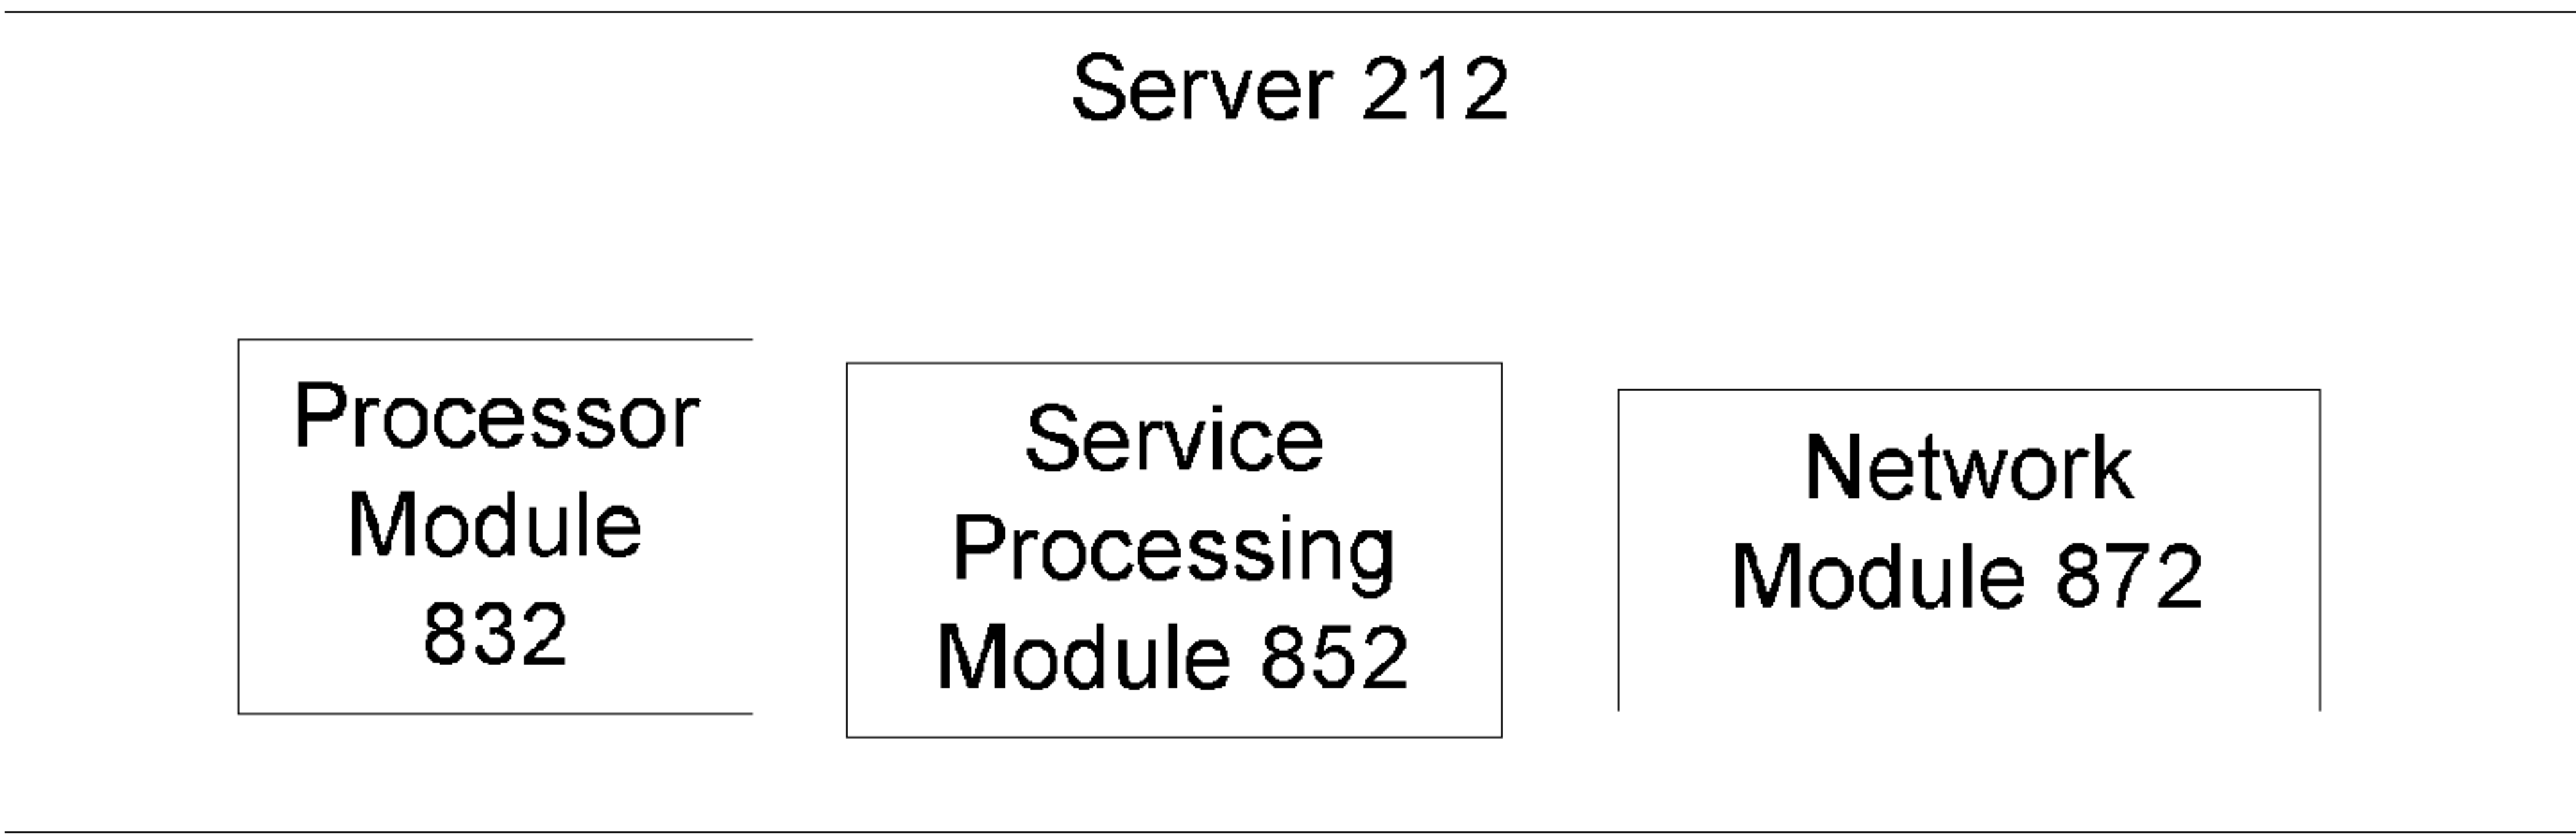 Server 212
Processor
Module
832
Service
Processing
Module 852
Network
Module 872